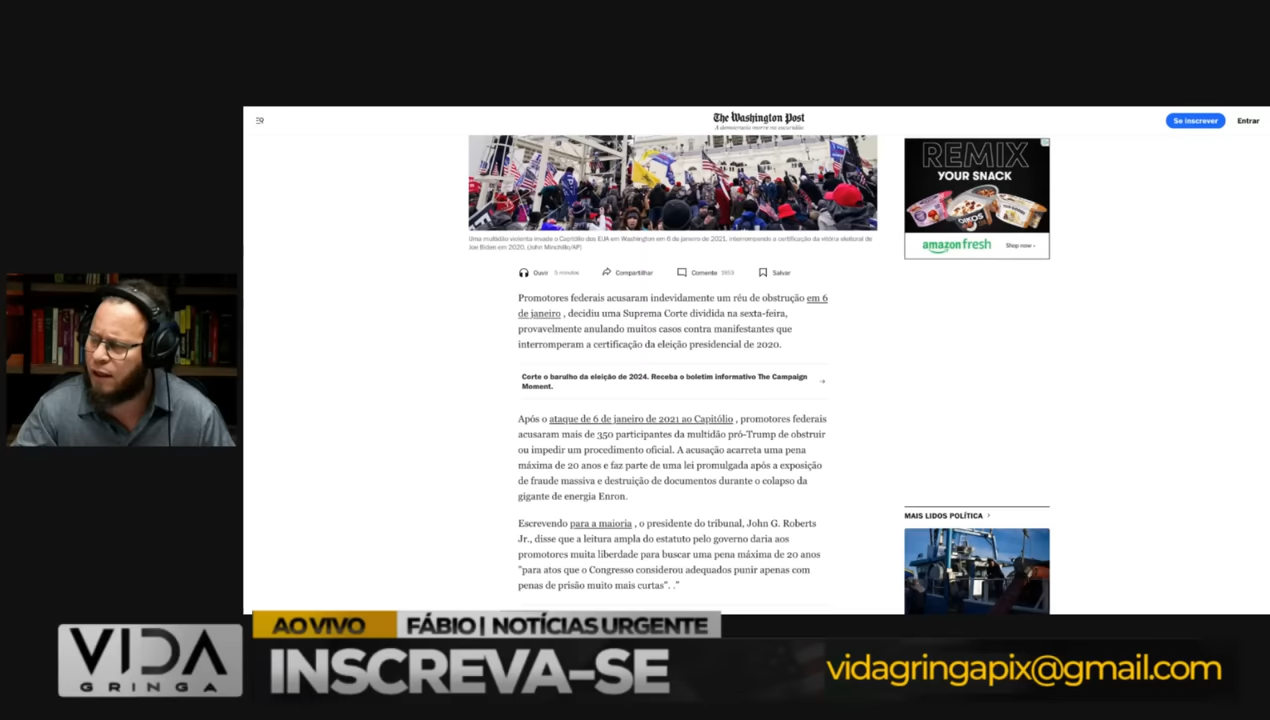 The Washington Post
A democracia morre na escuridão
Se inscrever
Entrar
REMIX
YOUR SNACK
OIKOS
amazon fresh
Shop now ›
Uma multidão violenta invade o Capitólio dos EUA em Washington em 6 de janeiro de 2021, interrompendo a certificação da vitória eleitoral de
Joe Biden em 2020. (John Minchillo/AP)
Ouvir 5 minutos
Compartilhar
Comente
Salvar
Promotores federais acusaram indevidamente um réu de obstrução em 6
de janeiro , decidiu uma Suprema Corte dividida na sexta-feira,
provavelmente anulando muitos casos contra manifestantes que
interromperam a certificação da eleição presidencial de 2020.
Corte o barulho da eleição de 2024. Receba o boletim informativo The Campaign
Moment.
Após o ataque de 6 de janeiro de 2021 ao Capitólio , promotores federais
acusaram mais de 350 participantes da multidão pró-Trump de obstruir
ou impedir um procedimento oficial. A acusação acarreta uma pena
máxima de 20 anos e faz parte de uma lei promulgada após a exposição
de fraude massiva e destruição de documentos durante o colapso da
gigante de energia Enron.
Escrevendo para a maioria , o presidente do tribunal, John G. Roberts
Jr., disse que a leitura ampla do estatuto pelo governo daria aos
promotores muita liberdade para buscar uma pena máxima de 20 anos
"para atos que o Congresso considerou adequados punir apenas com
penas de prisão muito mais curtas". ."
MAIS LIDOS POLÍTICA ›
AO VIVO
FÁBIO | NOTÍCIAS URGENTE
VIDA
GRINGA
INSCREVA-SE
vidagringapix@gmail.com